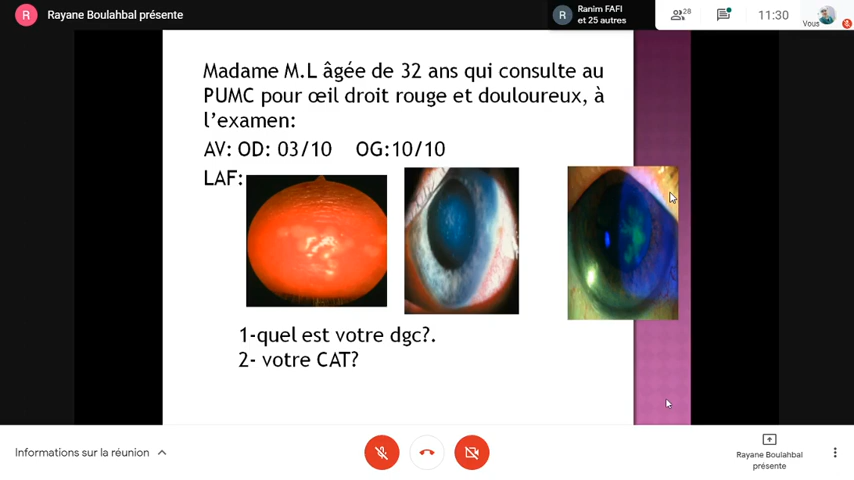 R Rayane Boulahbal présente
R Ranim FAFI
et 25 autres
28
11:30
Vous
Madame M.L âgée de 32 ans qui consulte au
PUMC pour œil droit rouge et douloureux, à
l'examen:
AV: OD: 03/10 OG:10/10
LAF:
1-quel est votre dgc?.
2- votre CAT?
Informations sur la réunion
Rayane Boulahbal
présente